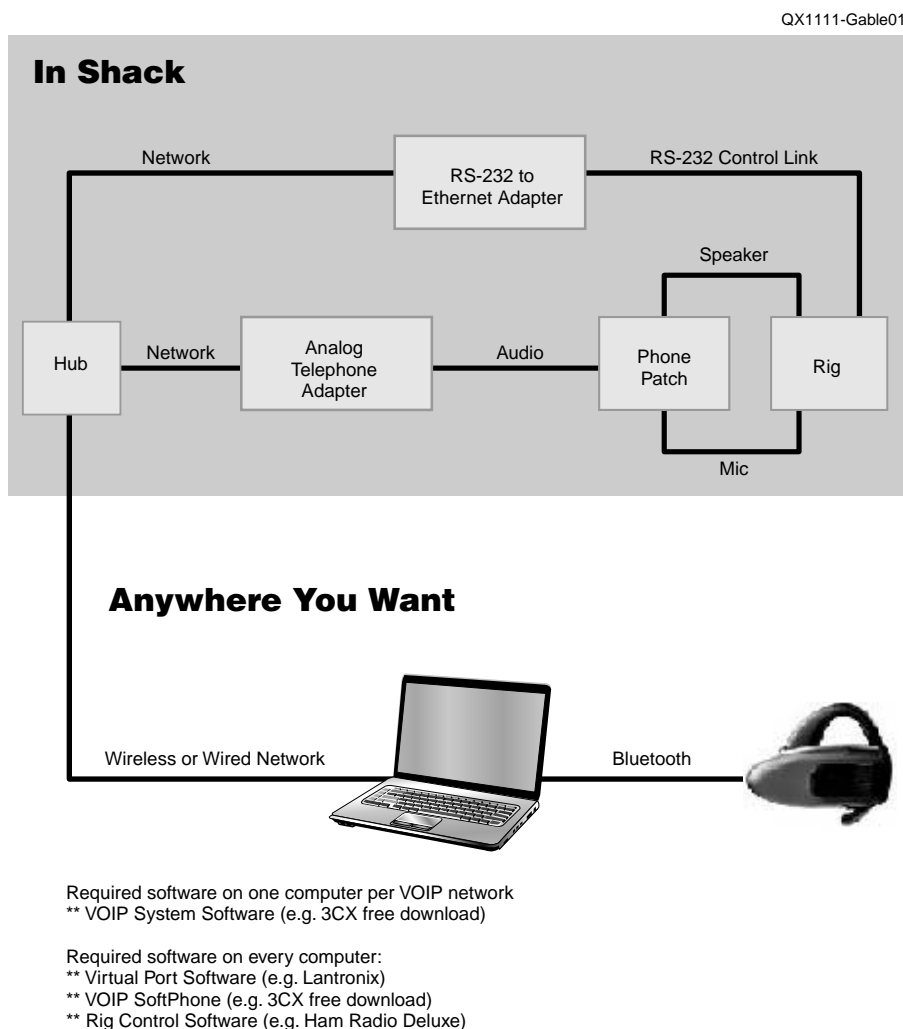 QX1111-Gable01
In Shack
Network
RS-232 to
Ethernet Adapter
RS-232 Control Link
Speaker
Hub
Network
Analog
Telephone
Adapter
Audio
Phone
Patch
Rig
Mic
Anywhere You Want
Wireless or Wired Network
Bluetooth
Required software on one computer per VOIP network
** VOIP System Software (e.g. 3CX free download)
Required software on every computer:
** Virtual Port Software (e.g. Lantronix)
** VOIP SoftPhone (e.g. 3CX free download)
** Rig Control Software (e.g. Ham Radio Deluxe)